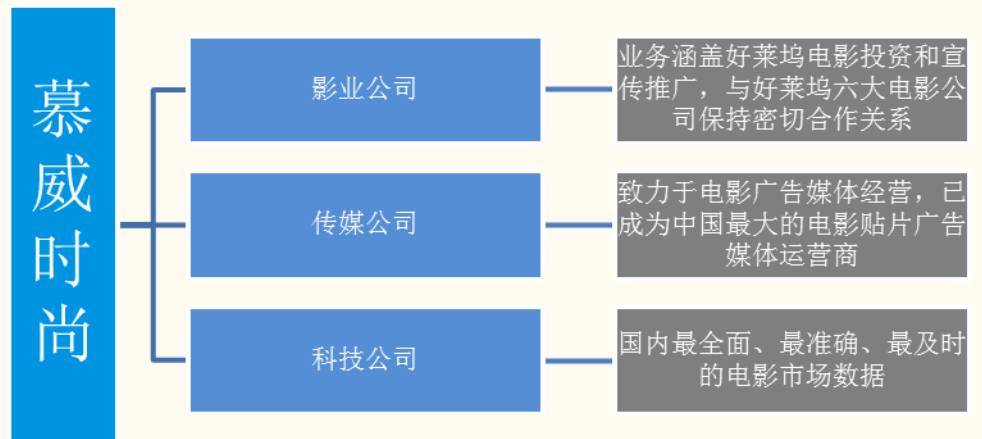 慕威时尚
影业公司
业务涵盖好莱坞电影投资和宣
传推广，与好莱坞六大电影公
司保持密切合作关系
传媒公司
致力于电影广告媒体经营，已
成为中国最大的电影贴片广告
媒体运营商
科技公司
国内最全面、最准确、最及时
的电影市场数据